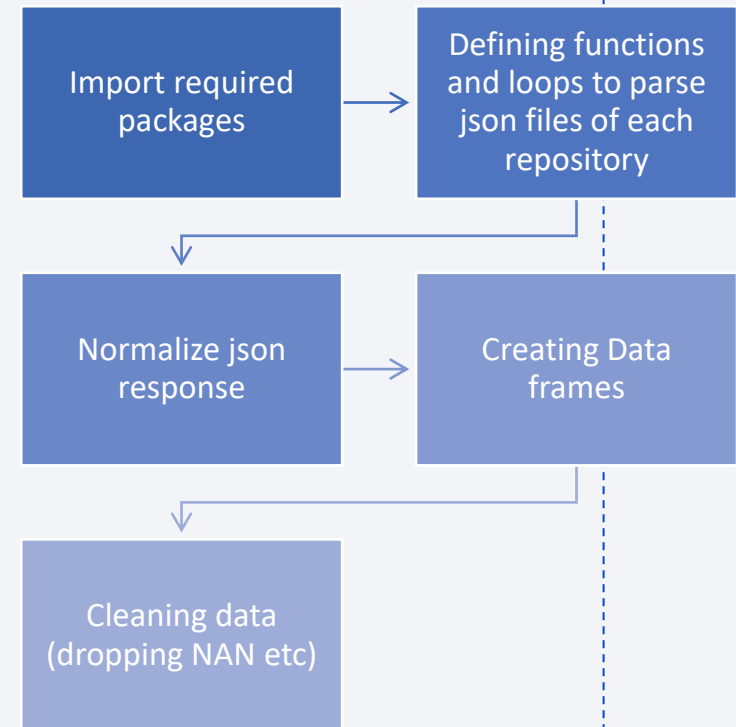 Import required
packages
Defining functions
and loops to parse
json files of each
repository
Normalize json
response
Creating Data
frames
Cleaning data
(dropping NAN etc)